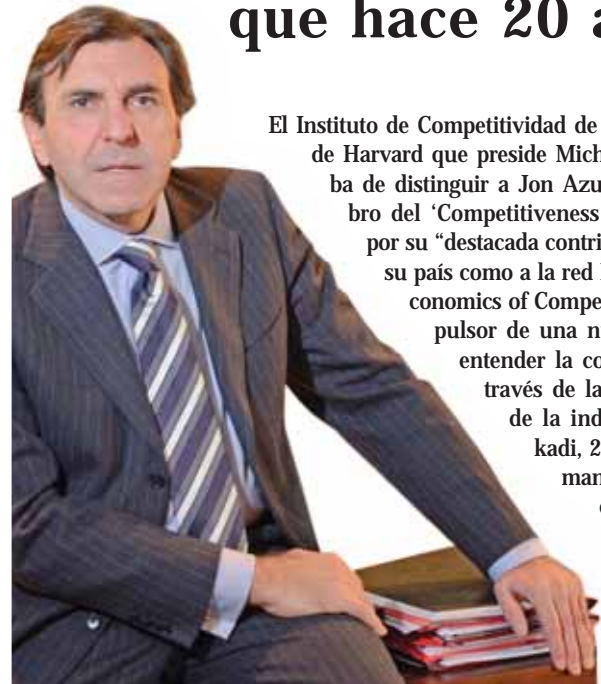 que hace 20 a
El Instituto de Competitividad de
de Harvard que preside Mich
ba de distinguir a Jon Azu
bro del ‘Competitiveness
por su “destacada contri
su país como a la red
conomics of Compe
pulsor de una n
entender la co
través de la
de la ind
kadi, 2
man